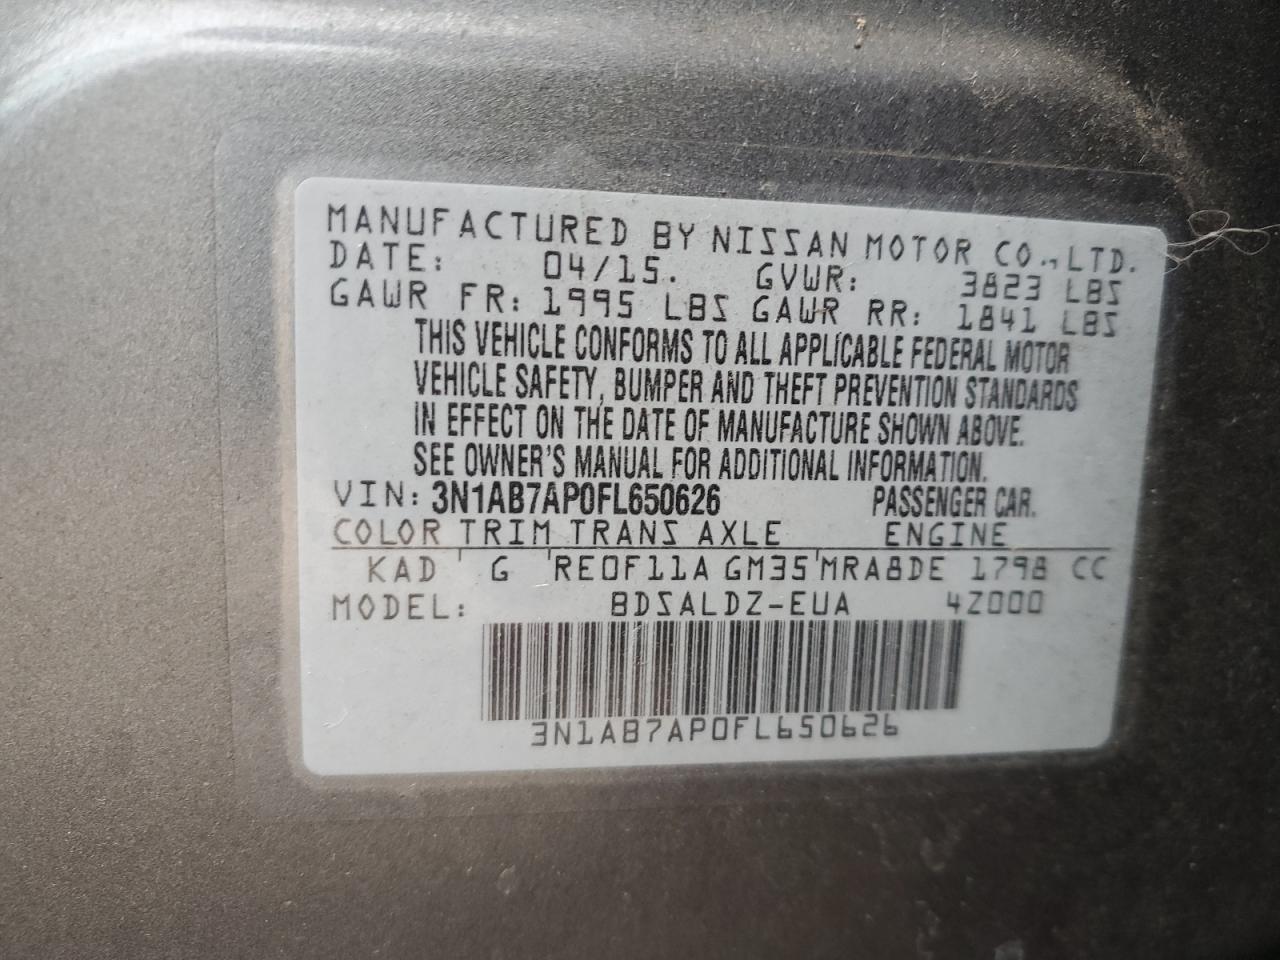 MANUFACTURED BY NISSAN MOTOR CO.,LTD.
DATE: 04/15. GVWR: 3823 LBS
GAWR FR: 1995 LBS GAWR RR: 1841 LBS
THIS VEHICLE CONFORMS TO ALL APPLICABLE FEDERAL MOTOR
VEHICLE SAFETY, BUMPER AND THEFT PREVENTION STANDARDS
IN EFFECT ON THE DATE OF MANUFACTURE SHOWN ABOVE.
SEE OWNER'S MANUAL FOR ADDITIONAL INFORMATION.
VIN: 3N1AB7AP0FL650626 PASSENGER CAR.
COLOR TRIM TRANS AXLE ENGINE
KAD G RE0F11A GM35 MRA8DE 1798 CC
MODEL: BDSALDZ-EUA 4Z000
3N1AB7AP0FL650626